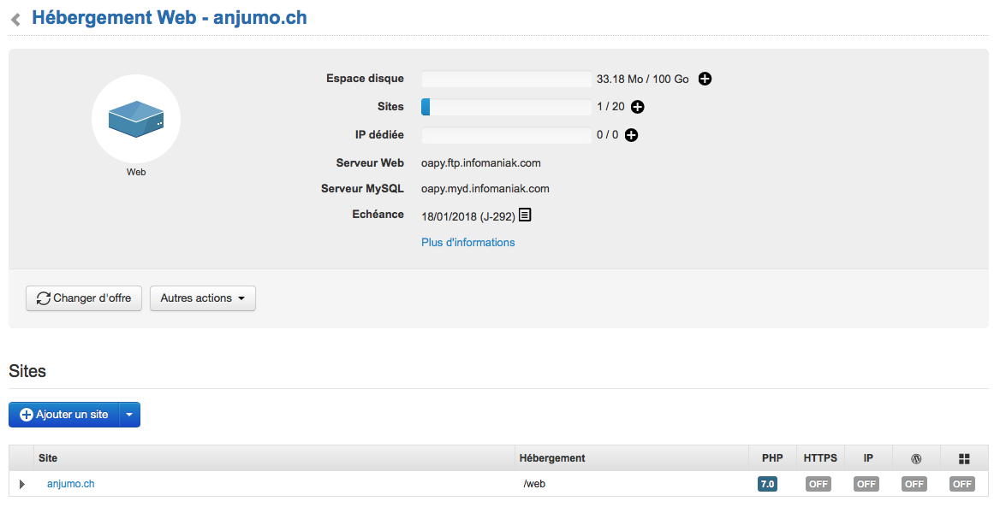 Hébergement Web - anjumo.ch
Espace disque 33.18 Mo / 100 Go
Sites 1 / 20
IP dédiée 0 / 0
Serveur Web oapy.ftp.infomaniak.com
Web
Serveur MySQL oapy.myd.infomaniak.com
Echéance 18/01/2018 (J-292)
Plus d'informations
Changer d'offre Autres actions
Sites
Ajouter un site
Site Hébergement PHP HTTPS IP
anjumo.ch /web 7.0 OFF OFF OFF OFF